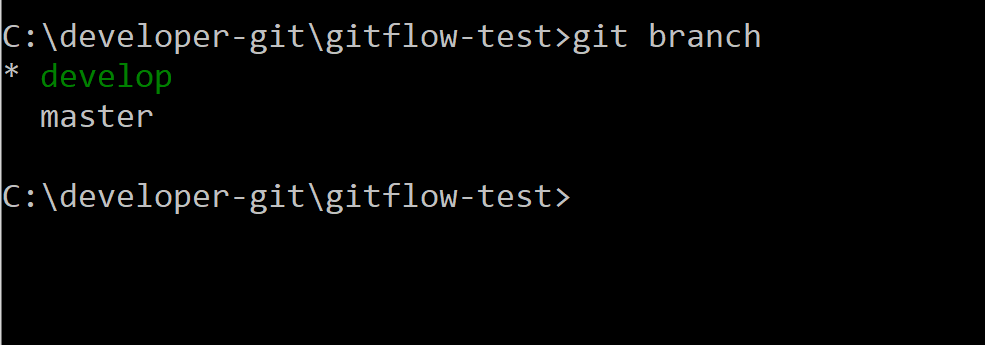 C:\developer-git\gitflow-test>git branch
* develop
  master
C:\developer-git\gitflow-test>